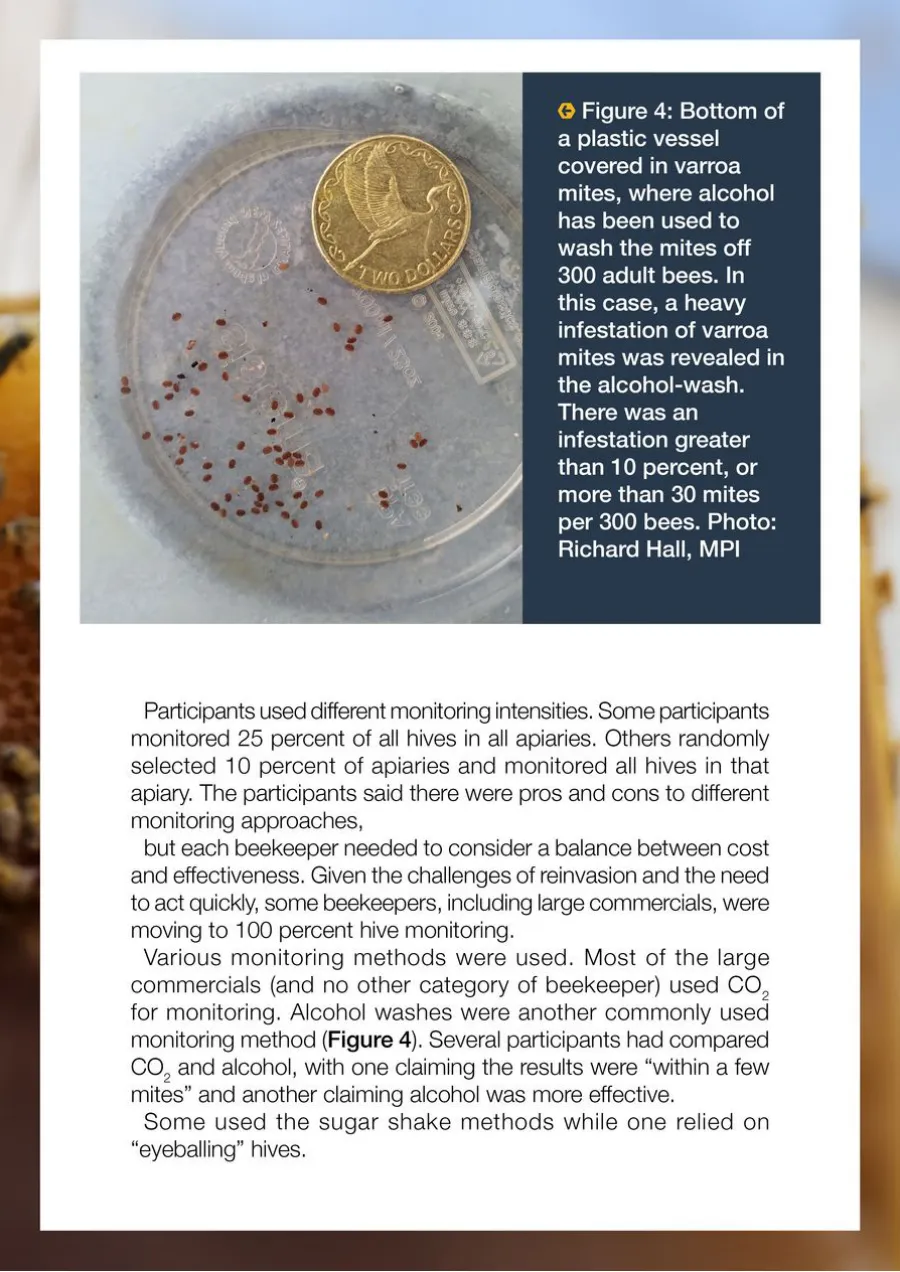 TWO DOLLARS
Figure 4: Bottom of
a plastic vessel
covered in varroa
mites, where alcohol
has been used to
wash the mites off
300 adult bees. In
this case, a heavy
infestation of varroa
mites was revealed in
the alcohol-wash.
There was an
infestation greater
than 10 percent, or
more than 30 mites
per 300 bees. Photo:
Richard Hall, MPI
Participants used different monitoring intensities. Some participants
monitored 25 percent of all hives in all apiaries. Others randomly
selected 10 percent of apiaries and monitored all hives in that
apiary. The participants said there were pros and cons to different
monitoring approaches,
but each beekeeper needed to consider a balance between cost
and effectiveness. Given the challenges of reinvasion and the need
to act quickly, some beekeepers, including large commercials, were
moving to 100 percent hive monitoring.
Various monitoring methods were used. Most of the large
commercials (and no other category of beekeeper) used CO₂
for monitoring. Alcohol washes were another commonly used
monitoring method (Figure 4). Several participants had compared
CO₂ and alcohol, with one claiming the results were “within a few
mites” and another claiming alcohol was more effective.
Some used the sugar shake methods while one relied on
“eyeballing” hives.